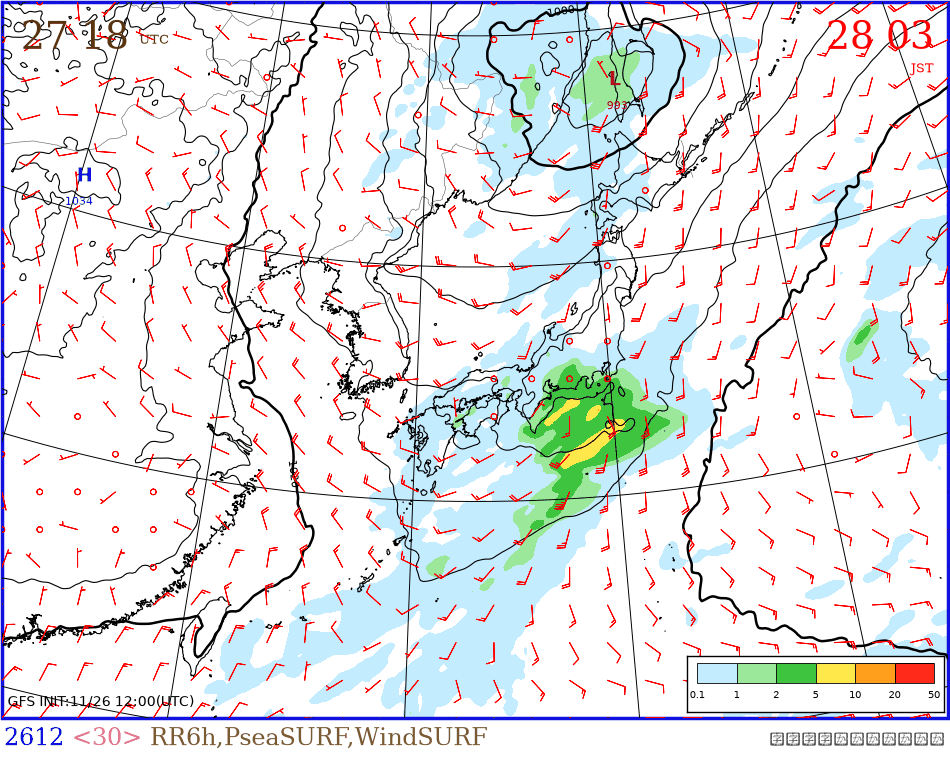 27 18 UTC
28 03
JST
1000
L
993
H
1034
1020
GFS INIT:11/26 12:00(UTC)
0.1 1 2 5 10 20 50
2612 <30> RR6h,PseaSURF,WindSURF